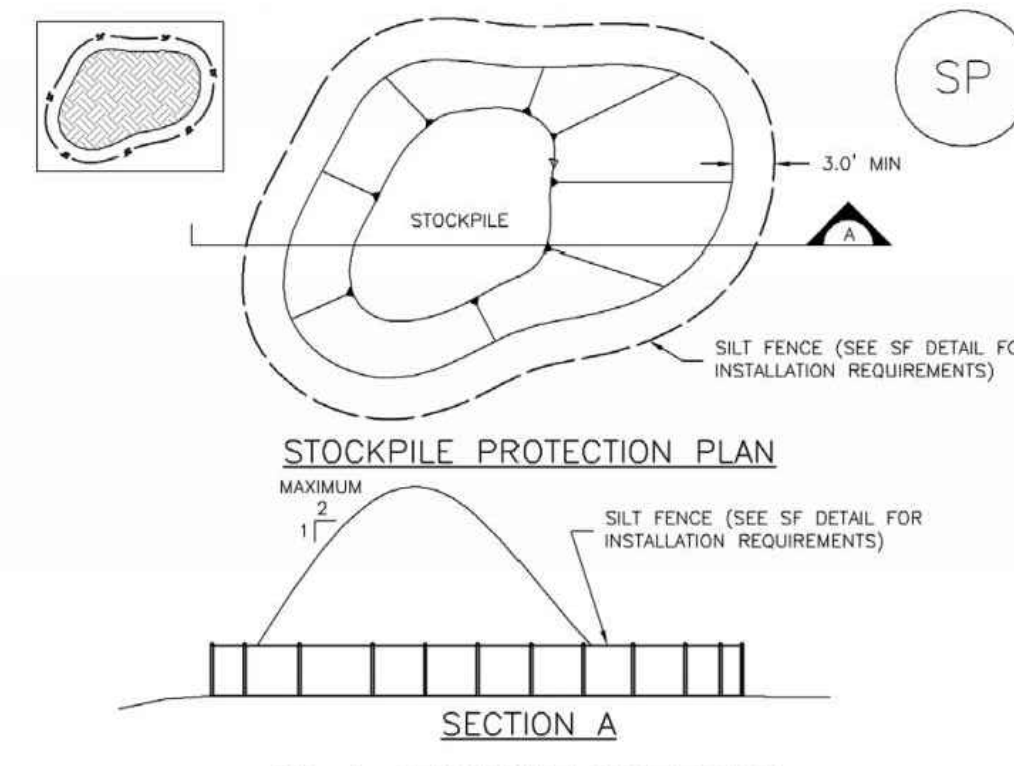 SP
3.0' MIN
STOCKPILE
A
SILT FENCE (SEE SF DETAIL FO
INSTALLATION REQUIREMENTS)
STOCKPILE PROTECTION PLAN
MAXIMUM
2
1
SILT FENCE (SEE SF DETAIL FOR
INSTALLATION REQUIREMENTS)
SECTION A